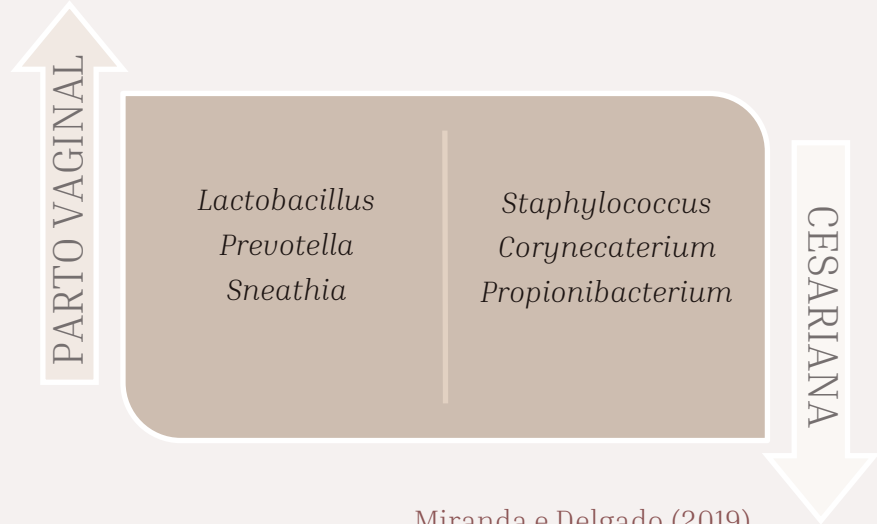 PARTO VAGINAL
Lactobacillus
Prevotella
Sneathia
Staphylococcus
Corynecaterium
Propionibacterium
CESARIANA
Miranda e Delgado (2019)